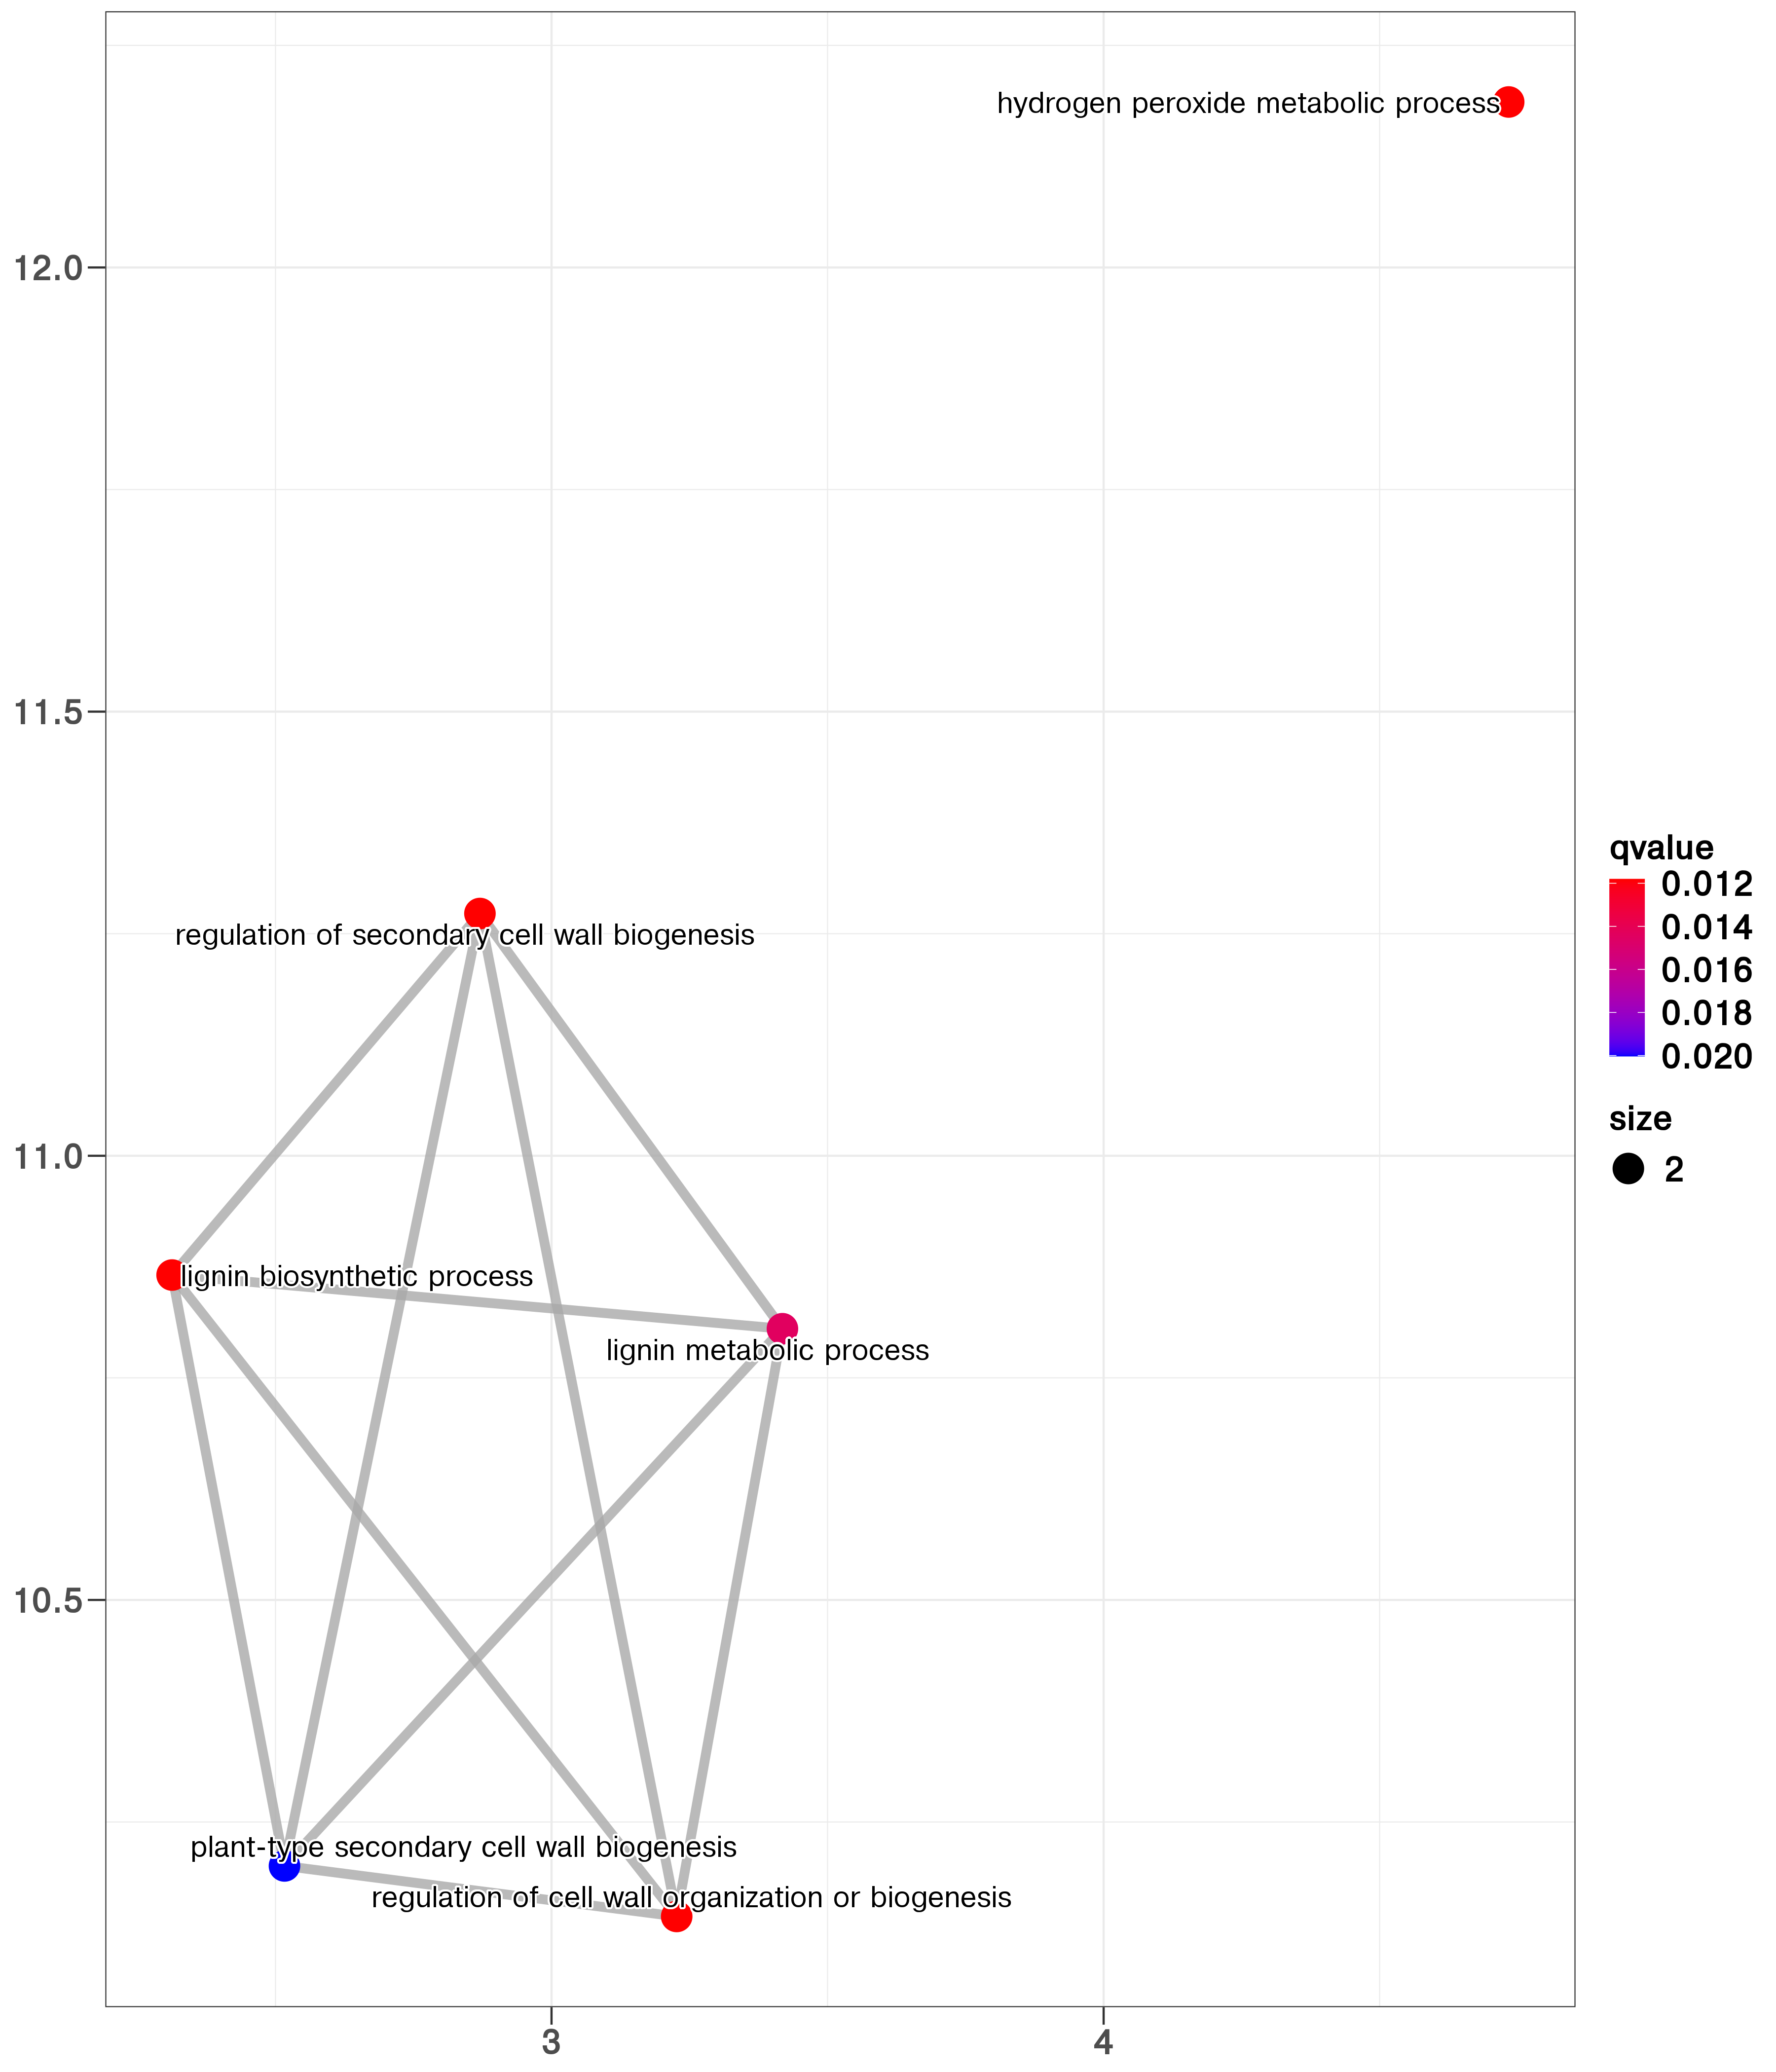 hydrogen peroxide metabolic process
12.0
11.5
regulation of secondary cell wall biogenesis
11.0
lignin biosynthetic process
lignin metabolic process
10.5
plant-type secondary cell wall biogenesis
regulation of cell wall organization or biogenesis
3
4
qvalue
0.012
0.014
0.016
0.018
0.020
size
2